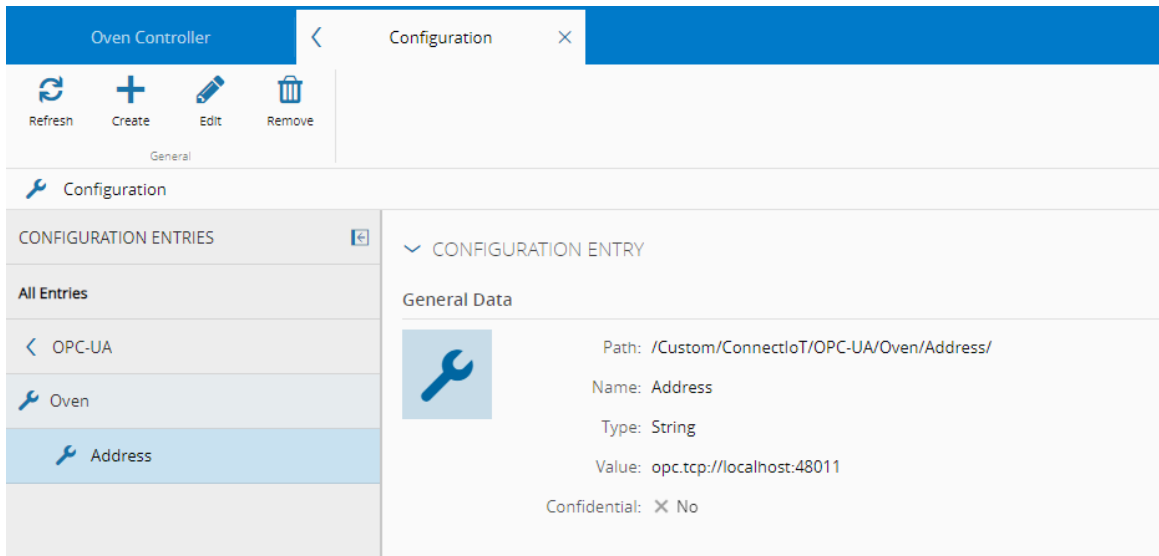 Oven Controller
Configuration
Refresh Create Edit Remove
General
Configuration
CONFIGURATION ENTRIES
All Entries
OPC-UA
Oven
Address
CONFIGURATION ENTRY
General Data
Path: /Custom/ConnectIoT/OPC-UA/Oven/Address/
Name: Address
Type: String
Value: opc.tcp://localhost:48011
Confidential: No